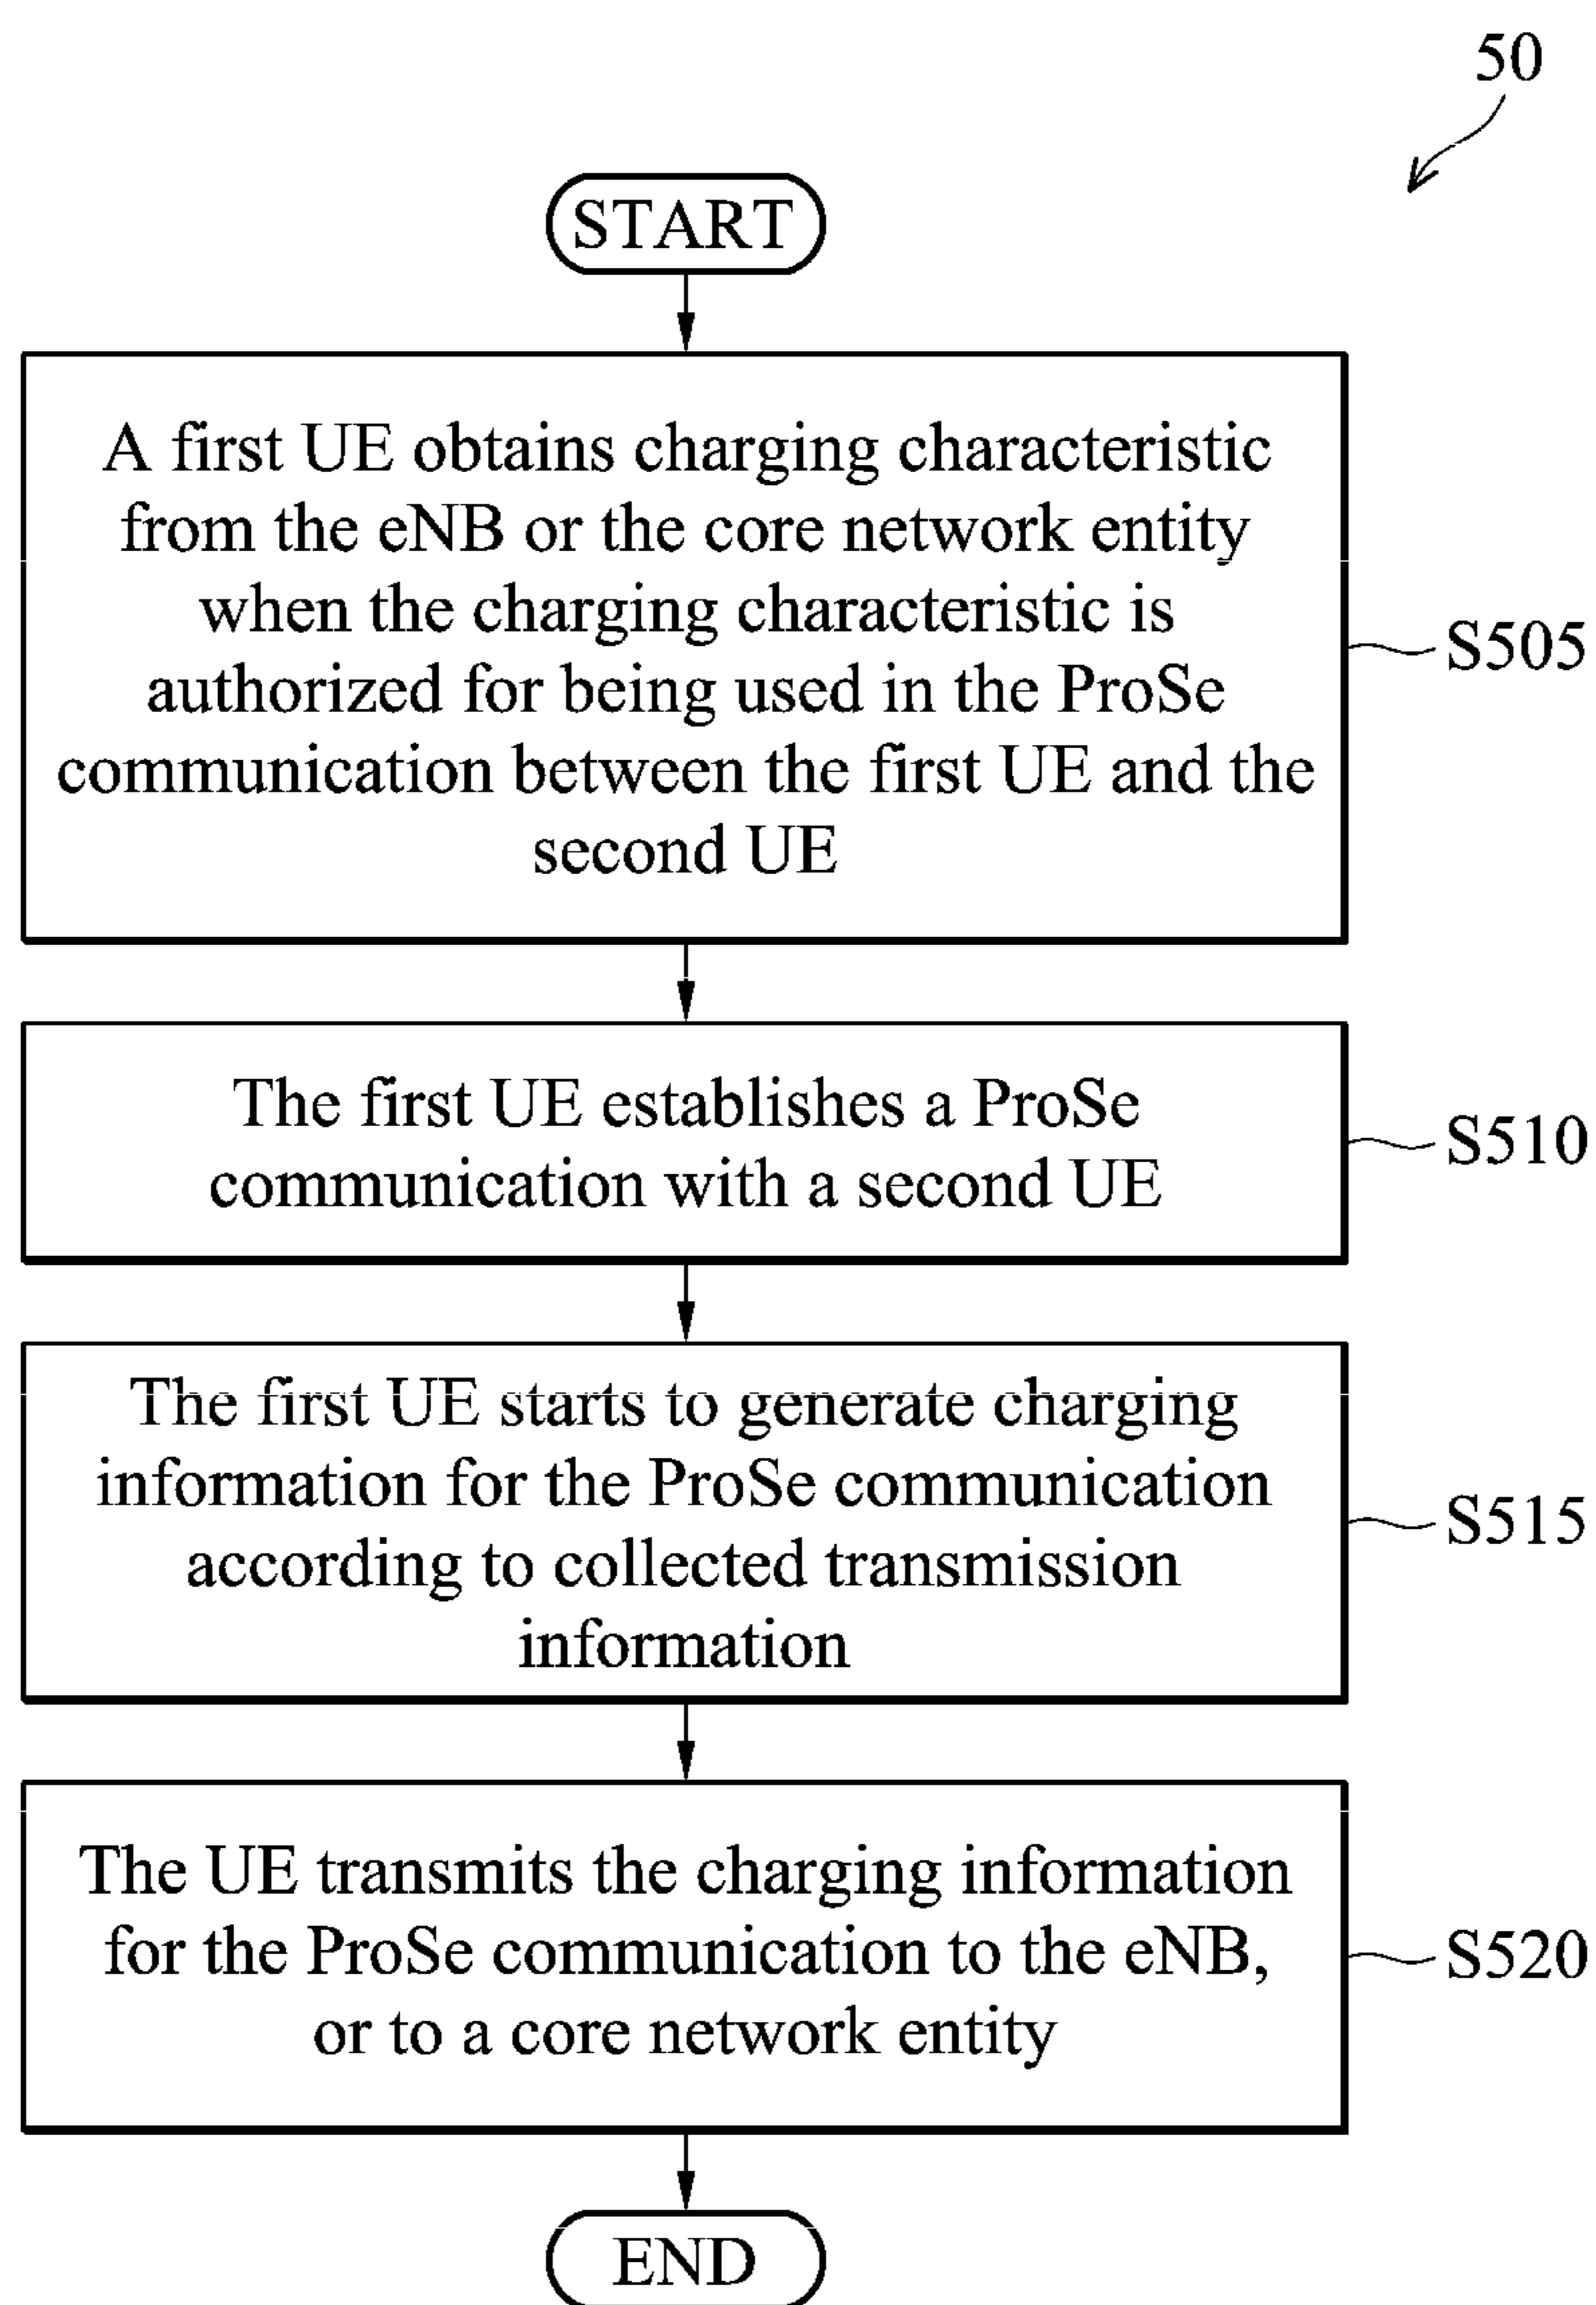 50
START
A first UE obtains charging characteristic
from the eNB or the core network entity
when the charging characteristic is
authorized for being used in the ProSe
communication between the first UE and the
second UE
S505
The first UE establishes a ProSe
communication with a second UE
S510
The first UE starts to generate charging
information for the ProSe communication
according to collected transmission
information
S515
The UE transmits the charging information
for the ProSe communication to the eNB,
or to a core network entity
S520
END